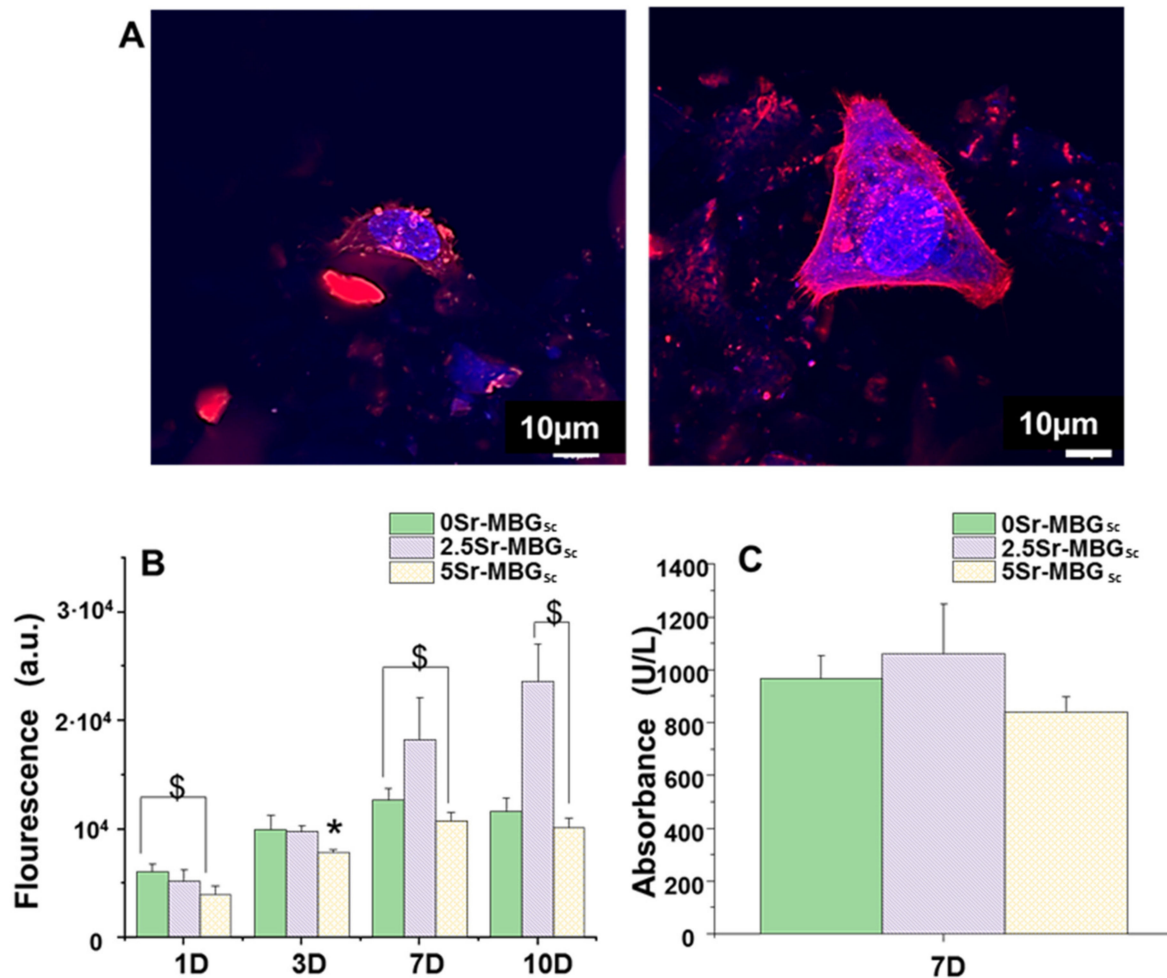 A
10µm
10µm
0Sr-MBGSc
2.5Sr-MBGSc
5Sr-MBGSc
B
Flourescence (a.u.)
3·10⁴
2·10⁴
10⁴
0
$
*
$
$
1D
3D
7D
10D
0Sr-MBGSc
2.5Sr-MBGSc
5Sr-MBGSc
C
Absorbance (U/L)
1400
1200
1000
800
600
400
200
0
7D